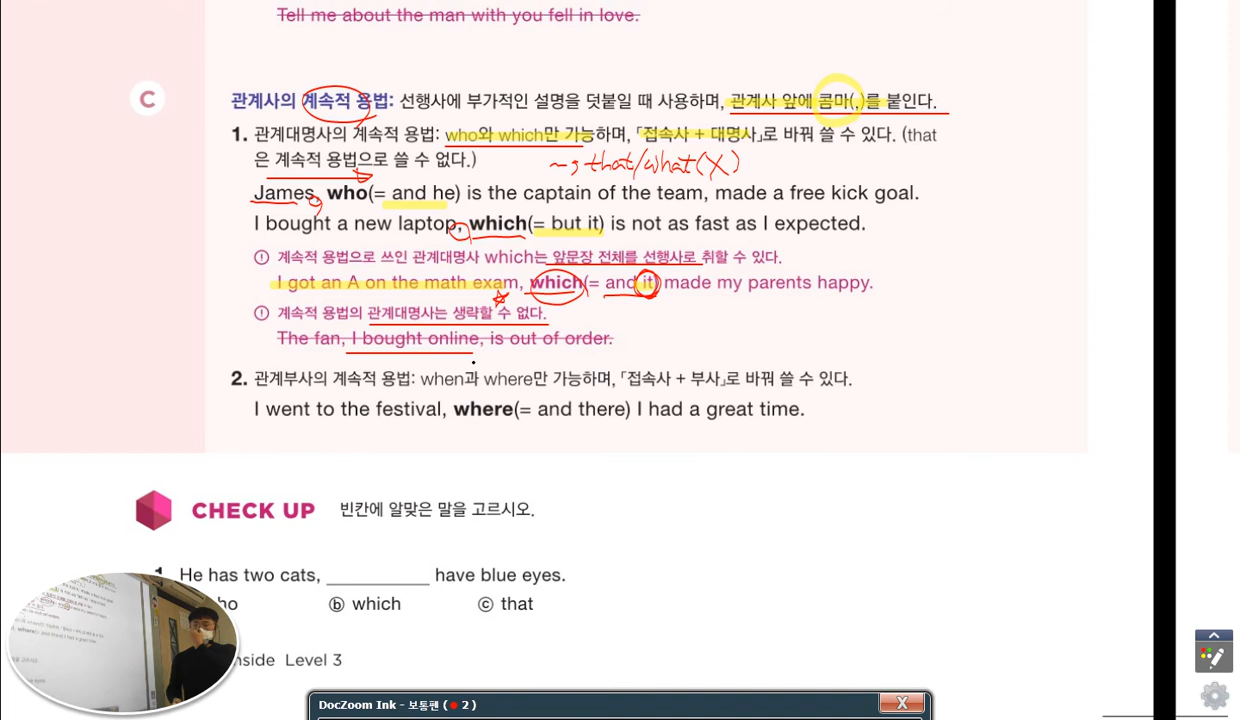 Tell me about the man with you fell in love.
C
관계사의 계속적 용법: 선행사에 부가적인 설명을 덧붙일 때 사용하며, 관계사 앞에 콤마(,)를 붙인다.
1. 관계대명사의 계속적 용법: who와 which만 가능하며, 「접속사 + 대명사」로 바꿔 쓸 수 있다. (that
은 계속적 용법으로 쓸 수 없다.)
~, that/what(X)
James, who(= and he) is the captain of the team, made a free kick goal.
I bought a new laptop, which(= but it) is not as fast as I expected.
! 계속적 용법으로 쓰인 관계대명사 which는 앞문장 전체를 선행사로 취할 수 있다.
I got an A on the math exam, which(= and it) made my parents happy.
! 계속적 용법의 관계대명사는 생략할 수 없다.
The fan, I bought online, is out of order.
2. 관계부사의 계속적 용법: when과 where만 가능하며, 「접속사 + 부사」로 바꿔 쓸 수 있다.
I went to the festival, where(= and there) I had a great time.
CHECK UP 빈칸에 알맞은 말을 고르시오.
1 He has two cats, __________ have blue eyes.
ho ⓑ which ⓒ that
nside Level 3
DocZoom Ink - 보통펜 ( 2 )
X